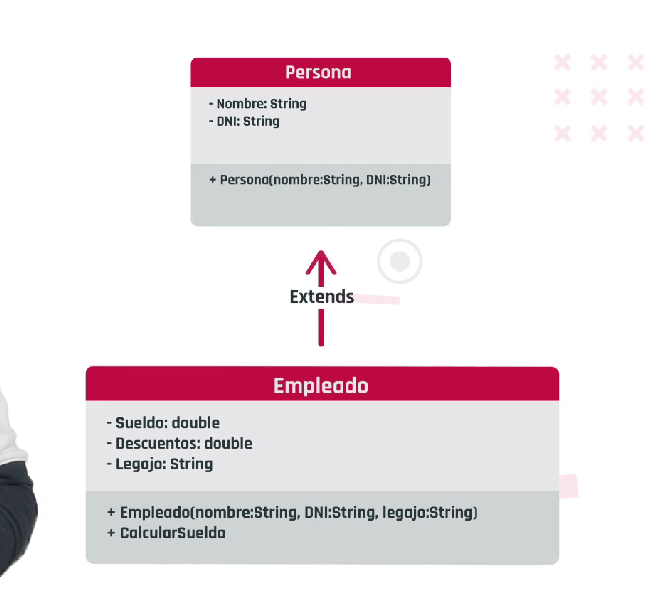 Persona
- Nombre: String
- DNI: String
+ Persona(nombre:String, DNI:String)
Extends
Empleado
- Sueldo: double
- Descuentos: double
- Legajo: String
+ Empleado(nombre:String, DNI:String, legajo:String)
+ CalcularSueldo